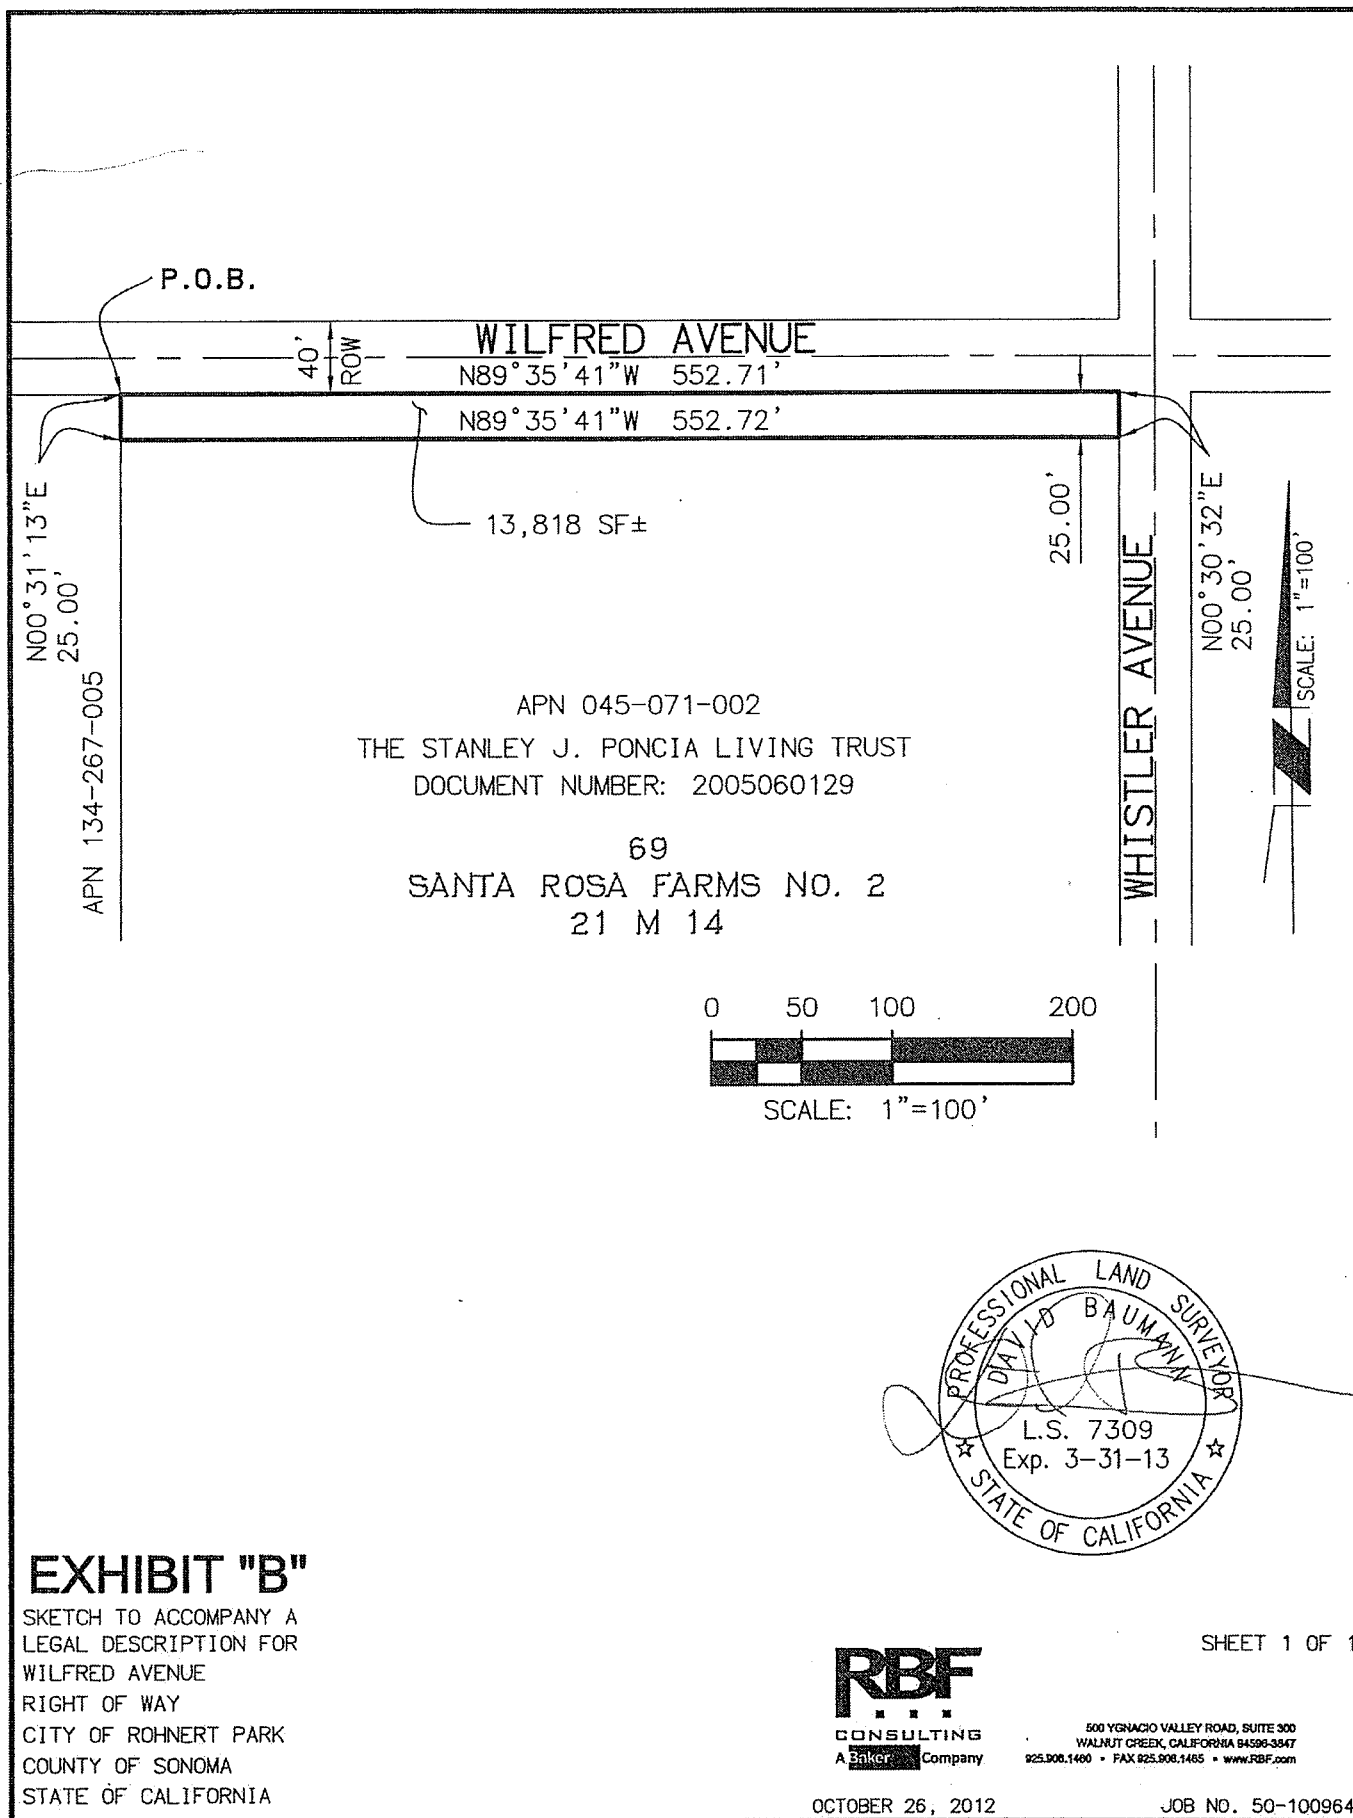 P.O.B.
40'
ROW
WILFRED AVENUE
N89°35'41"W 552.71'
N89°35'41"W 552.72'
13,818 SF±
25.00'
N00°31'13"E
25.00'
APN 134-267-005
N00°30'32"E
25.00'
WHISTLER AVENUE
SCALE: 1"=100'
APN 045-071-002
THE STANLEY J. PONCIA LIVING TRUST
DOCUMENT NUMBER: 2005060129
69
SANTA ROSA FARMS NO. 2
21 M 14
0 50 100 200
SCALE: 1"=100'
PROFESSIONAL LAND SURVEYOR
DAVID BAUMANN
L.S. 7309
Exp. 3-31-13
STATE OF CALIFORNIA
EXHIBIT "B"
SKETCH TO ACCOMPANY A
LEGAL DESCRIPTION FOR
WILFRED AVENUE
RIGHT OF WAY
CITY OF ROHNERT PARK
COUNTY OF SONOMA
STATE OF CALIFORNIA
RBF
CONSULTING
A Baker Company
SHEET 1 OF 1
500 YGNACIO VALLEY ROAD, SUITE 300
WALNUT CREEK, CALIFORNIA 94596-3847
925.906.1460 • FAX 925.906.1465 • www.RBF.com
OCTOBER 26, 2012
JOB NO. 50-100964